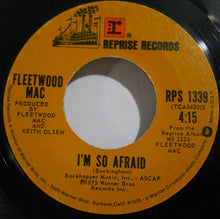 REPRISE RECORDS
FLEETWOOD
MAC
PRODUCED
BY
FLEETWOOD
MAC
AND
KEITH OLSEN
RPS 1339
(TCA5430)S
4:15
From the Reprise
Album
MS 2225
FLEETWOOD
MAC
I'M SO AFRAID
(Buckingham)
Rockhopper Music, Inc. ASCAP
℗1975 Warner Bros.
Records Inc.